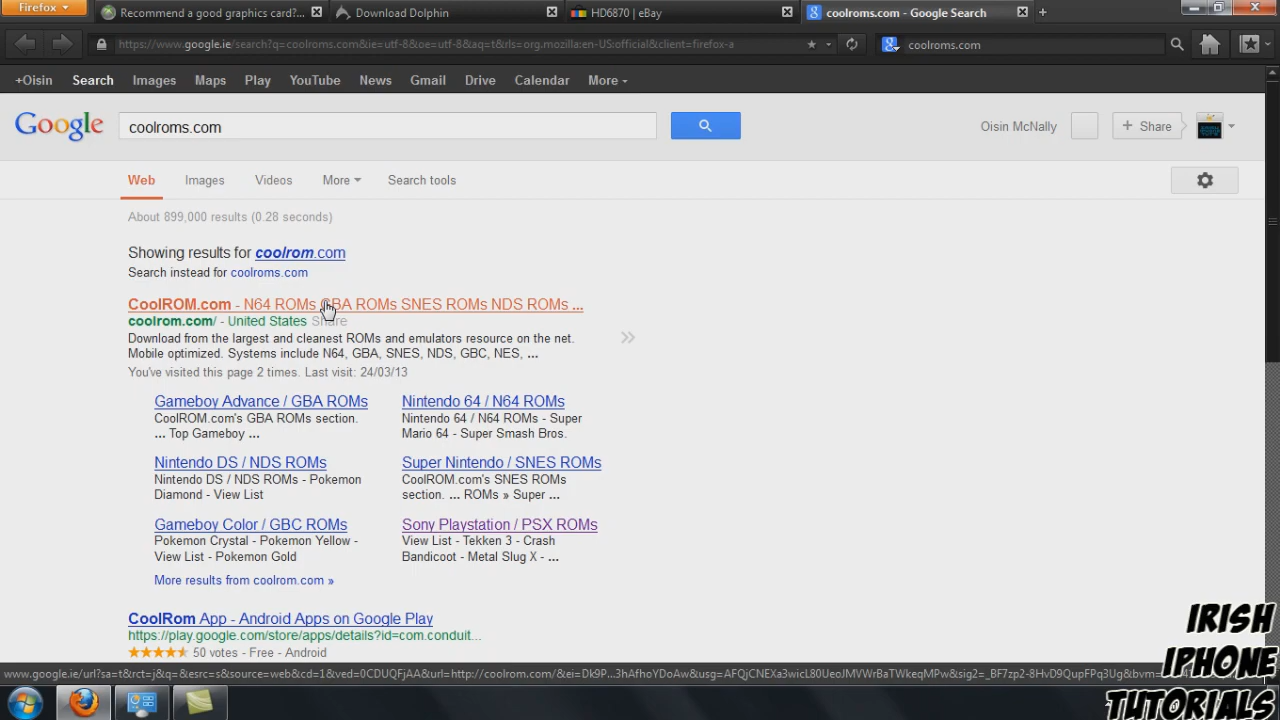 Firefox
Recommend a good graphics card?...
Download Dolphin
HD6870 | eBay
coolroms.com - Google Search
https://www.google.ie/search?q=coolroms.com&ie=utf-8&oe=utf-8&aq=t&rls=org.mozilla:en-US:official&client=firefox-a
coolroms.com
+Oisin Search Images Maps Play YouTube News Gmail Drive Calendar More
Google
coolroms.com
Oisin McNally
+ Share
Web Images Videos More Search tools
About 899,000 results (0.28 seconds)
Showing results for coolrom.com
Search instead for coolroms.com
CoolROM.com - N64 ROMs GBA ROMs SNES ROMs NDS ROMs ...
coolrom.com/ - United States Share
Download from the largest and cleanest ROMs and emulators resource on the net.
Mobile optimized. Systems include N64, GBA, SNES, NDS, GBC, NES, ...
You've visited this page 2 times. Last visit: 24/03/13
Gameboy Advance / GBA ROMs
CoolROM.com's GBA ROMs section.
... Top Gameboy ...
Nintendo 64 / N64 ROMs
Nintendo 64 / N64 ROMs - Super
Mario 64 - Super Smash Bros.
Nintendo DS / NDS ROMs
Nintendo DS / NDS ROMs - Pokemon
Diamond - View List
Super Nintendo / SNES ROMs
CoolROM.com's SNES ROMs
section. ... ROMs » Super ...
Gameboy Color / GBC ROMs
Pokemon Crystal - Pokemon Yellow -
View List - Pokemon Gold
Sony Playstation / PSX ROMs
View List - Tekken 3 - Crash
Bandicoot - Metal Slug X - ...
More results from coolrom.com »
CoolRom App - Android Apps on Google Play
https://play.google.com/store/apps/details?id=com.conduit...
50 votes - Free - Android
IRISH
IPHONE
TUTORIALS